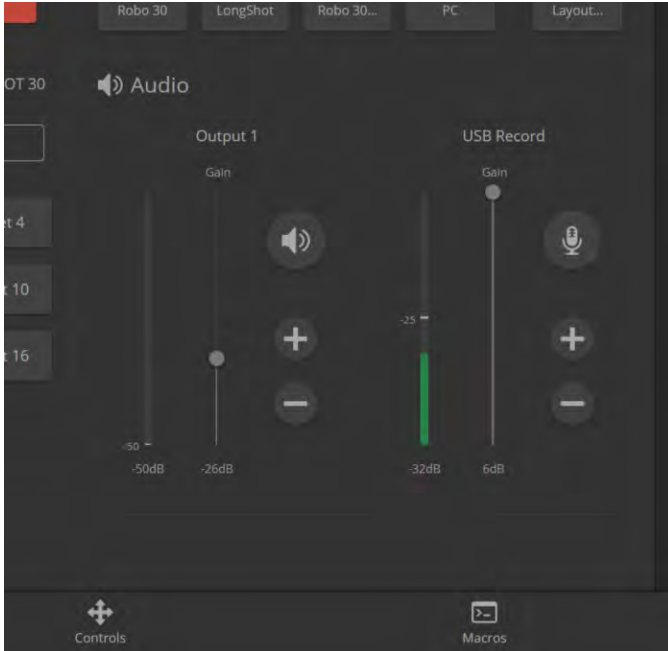 Robo 30 LongShot Robo 30... PC Layout...
OT 30
Audio
Output 1 USB Record
Gain Gain
et 4
t 10
-25
t 16
-50
-50dB -26dB -32dB 6dB
Controls Macros